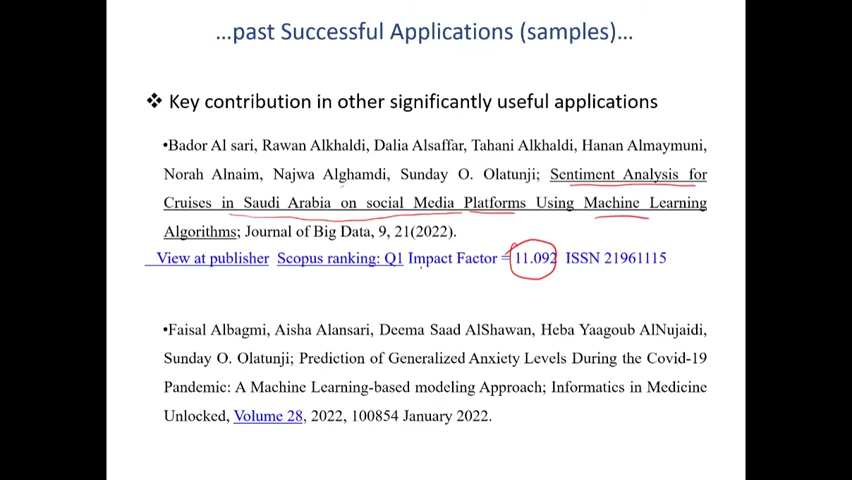 …past Successful Applications (samples)…
❖ Key contribution in other significantly useful applications
•Bador Al sari, Rawan Alkhaldi, Dalia Alsaffar, Tahani Alkhaldi, Hanan Almaymuni,
Norah Alnaim, Najwa Alghamdi, Sunday O. Olatunji; Sentiment Analysis for
Cruises in Saudi Arabia on social Media Platforms Using Machine Learning
Algorithms; Journal of Big Data, 9, 21(2022).
View at publisher Scopus ranking: Q1 Impact Factor = 11.092 ISSN 21961115
•Faisal Albagmi, Aisha Alansari, Deema Saad AlShawan, Heba Yaagoub AlNujaidi,
Sunday O. Olatunji; Prediction of Generalized Anxiety Levels During the Covid-19
Pandemic: A Machine Learning-based modeling Approach; Informatics in Medicine
Unlocked, Volume 28, 2022, 100854 January 2022.